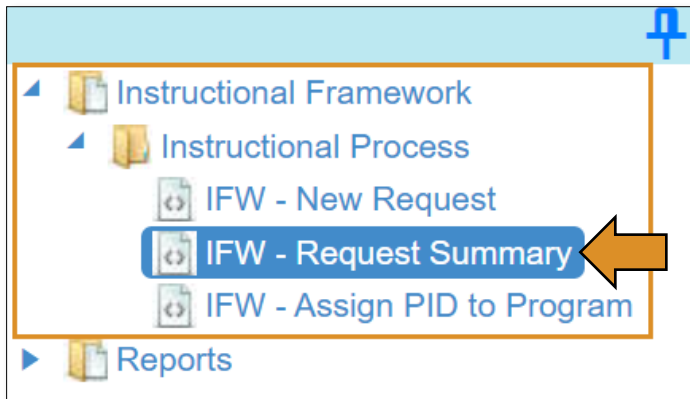 Instructional Framework
Instructional Process
IFW - New Request
IFW - Request Summary
IFW - Assign PID to Program
Reports